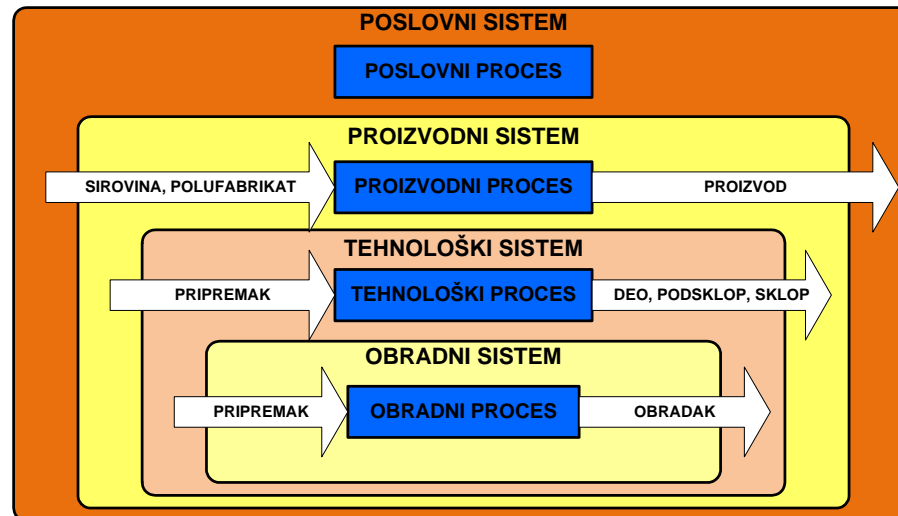 POSLOVNI SISTEM
POSLOVNI PROCES
PROIZVODNI SISTEM
SIROVINA, POLUFABRIKAT
PROIZVODNI PROCES
PROIZVOD
TEHNOLOŠKI SISTEM
PRIPREMAK
TEHNOLOŠKI PROCES
DEO, PODSKLOP, SKLOP
OBRADNI SISTEM
PRIPREMAK
OBRADNI PROCES
OBRADAK